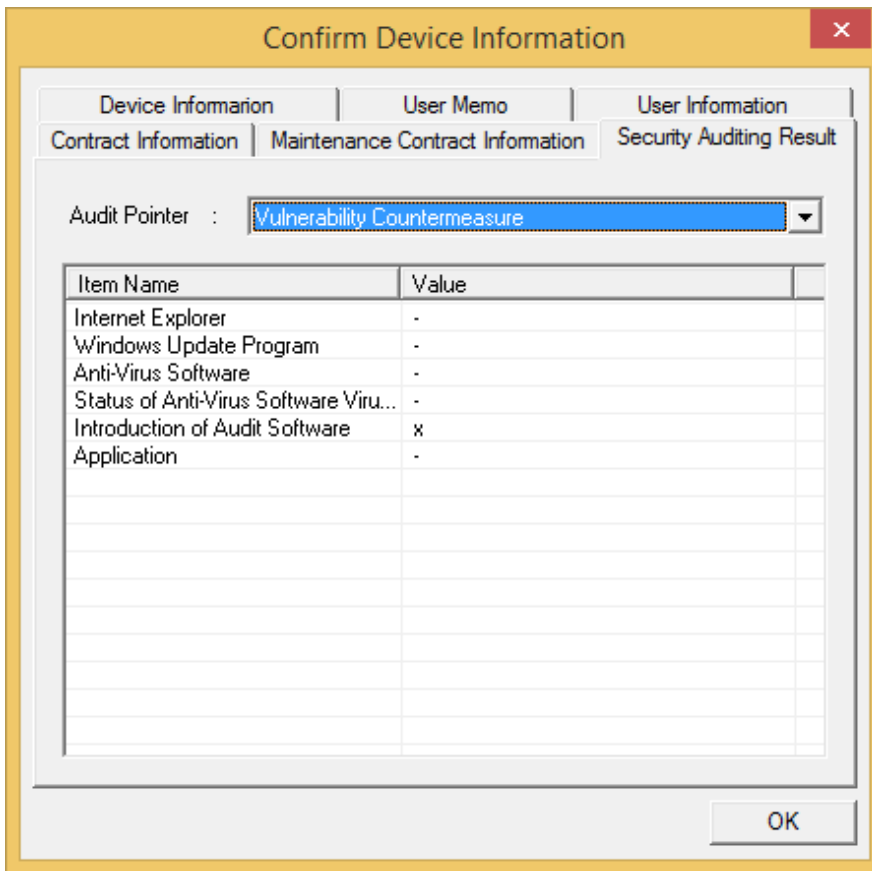 Confirm Device Information
Device Informarion User Memo User Information
Contract Information Maintenance Contract Information Security Auditing Result
Audit Pointer : Vulnerability Countermeasure
Item Name Value
Internet Explorer -
Windows Update Program -
Anti-Virus Software -
Status of Anti-Virus Software Viru... -
Introduction of Audit Software x
Application -
OK